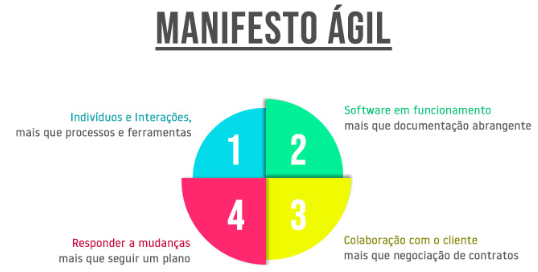 MANIFESTO ÁGIL
Indivíduos e Interações,
mais que processos e ferramentas
1
2
Software em funcionamento
mais que documentação abrangente
Responder a mudanças
mais que seguir um plano
4
3
Colaboração com o cliente
mais que negociação de contratos